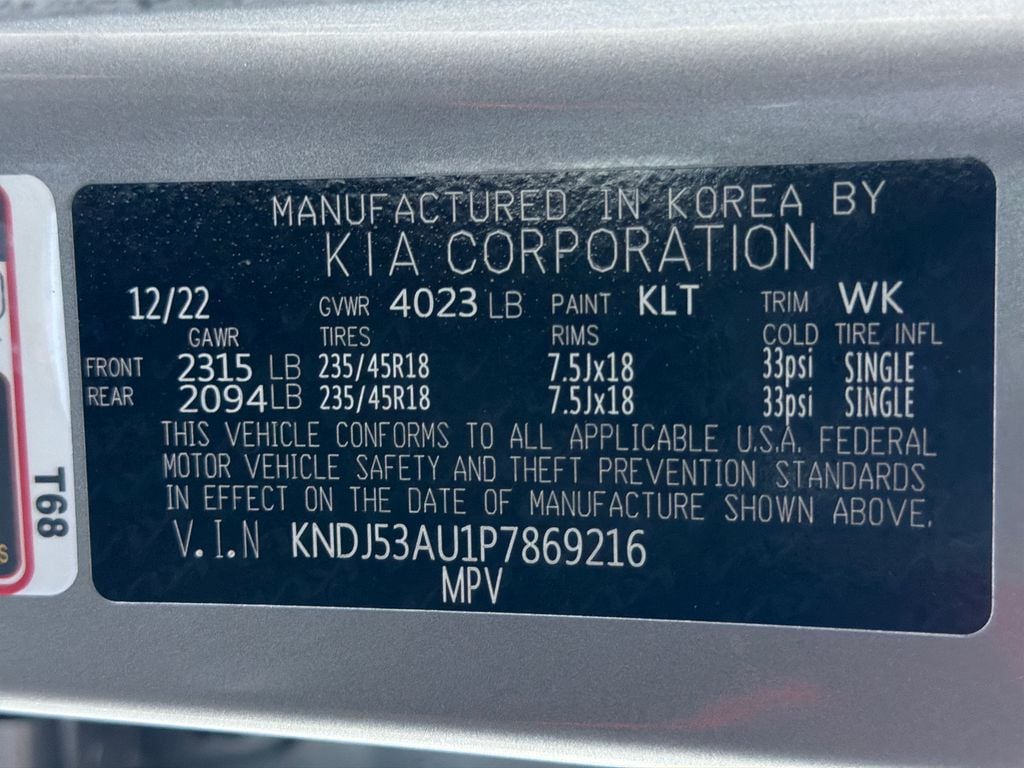 MANUFACTURED IN KOREA BY
KIA CORPORATION
12/22 GVWR 4023 LB PAINT KLT TRIM WK
GAWR TIRES RIMS COLD TIRE INFL
FRONT 2315 LB 235/45R18 7.5Jx18 33psi SINGLE
REAR 2094 LB 235/45R18 7.5Jx18 33psi SINGLE
THIS VEHICLE CONFORMS TO ALL APPLICABLE U.S.A. FEDERAL
MOTOR VEHICLE SAFETY AND THEFT PREVENTION STANDARDS
IN EFFECT ON THE DATE OF MANUFACTURE SHOWN ABOVE.
V.I.N KNDJ53AU1P7869216
MPV
T68